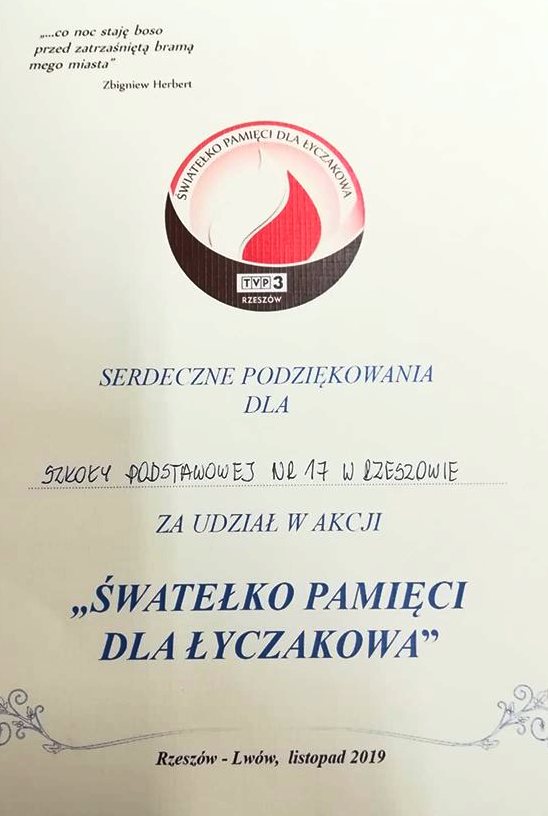 „...co noc staję boso
przed zatrzaśniętą bramą
mego miasta”
Zbigniew Herbert
ŚWIATEŁKO PAMIĘCI DLA ŁYCZAKOWA
TVP3
RZESZÓW
SERDECZNE PODZIĘKOWANIA
DLA
SZKOŁY PODSTAWOWEJ NR 17 W RZESZOWIE
ZA UDZIAŁ W AKCJI
„ŚWATEŁKO PAMIĘCI
DLA ŁYCZAKOWA”
Rzeszów - Lwów, listopad 2019